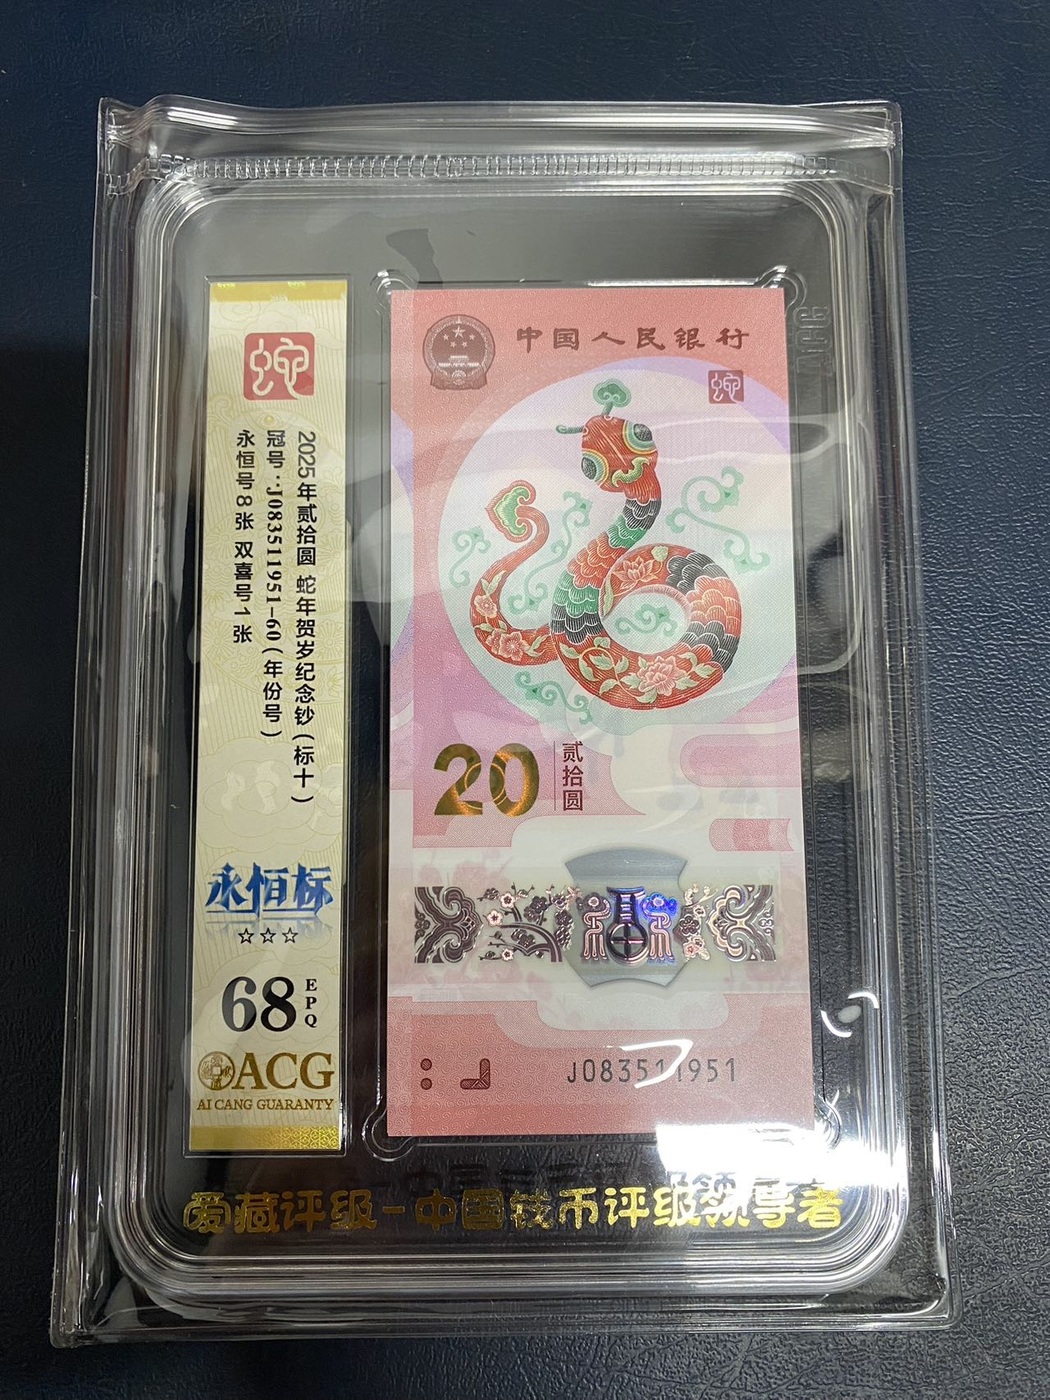 蛇
2025年贰拾圆 蛇年贺岁纪念钞(标十)
冠号:J083511951-60(年份号)
永恒号8张 双喜号1张
永恒标
☆☆☆
68 EPQ
ACG
AI CANG GUARANTY
中国人民银行
蛇
20 贰拾圆
J083511951
爱藏评级-中国钱币评级领导者